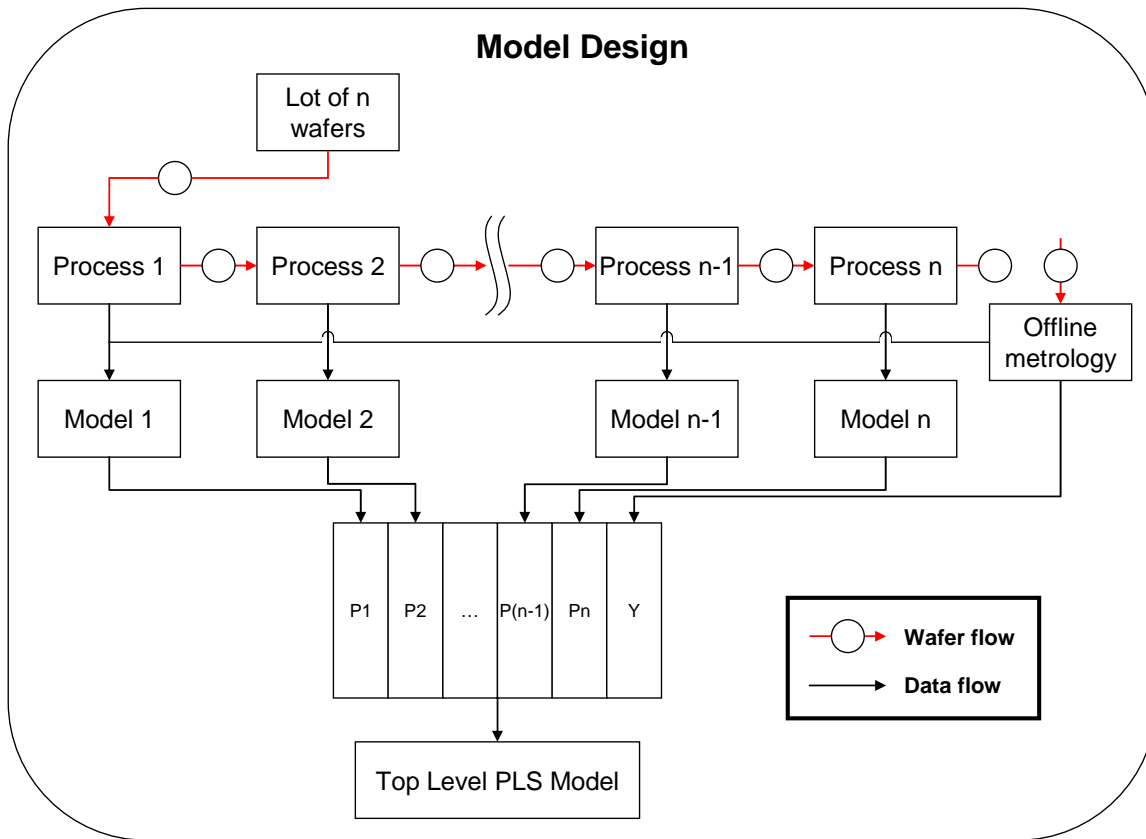 Model Design
Lot of n
wafers
Process 1
Process 2
Process n-1
Process n
Offline
metrology
Model 1
Model 2
Model n-1
Model n
P1
P2
…
P(n-1)
Pn
Y
Wafer flow
Data flow
Top Level PLS Model